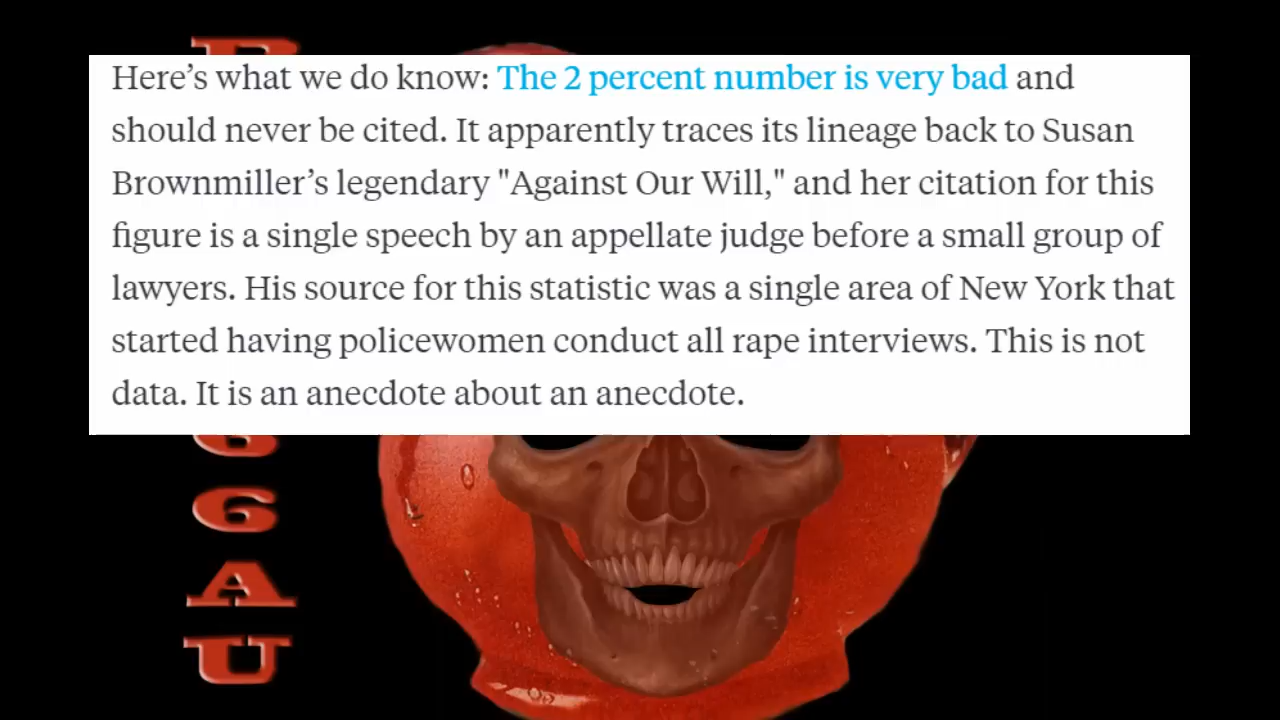 Here's what we do know: The 2 percent number is very bad and
should never be cited. It apparently traces its lineage back to Susan
Brownmiller's legendary "Against Our Will," and her citation for this
figure is a single speech by an appellate judge before a small group of
lawyers. His source for this statistic was a single area of New York that
started having policewomen conduct all rape interviews. This is not
data. It is an anecdote about an anecdote.
6
A
U